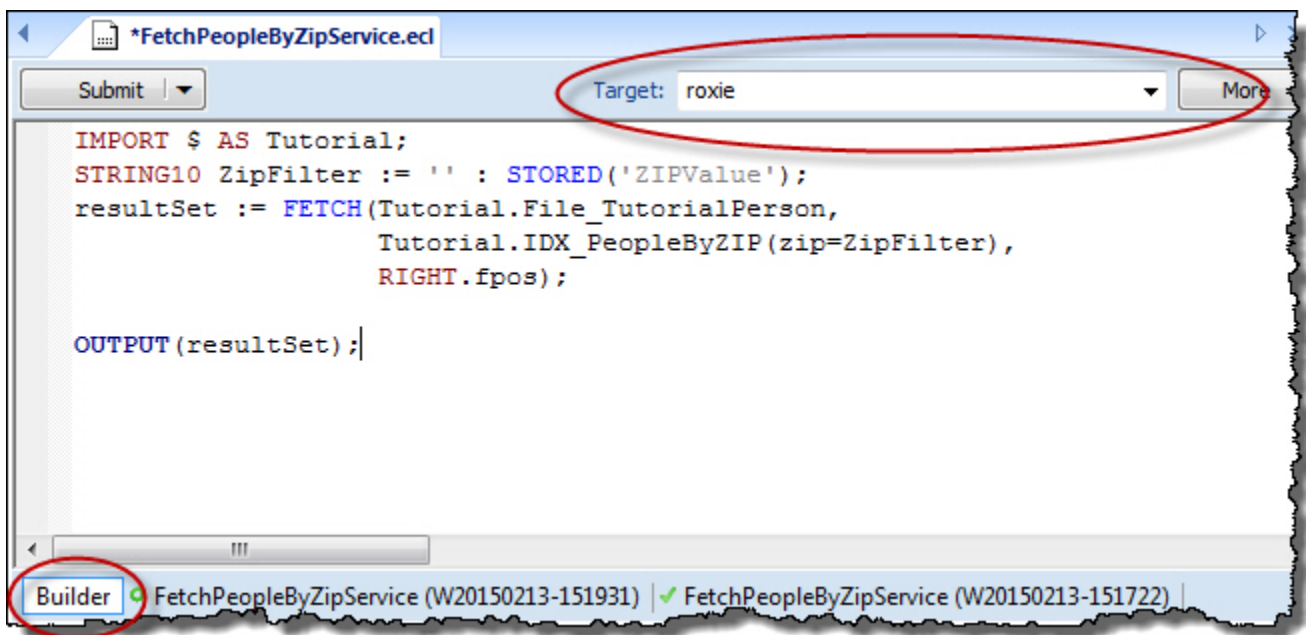 *FetchPeopleByZipService.ecl
Submit
Target: roxie
More
IMPORT $ AS Tutorial;
STRING10 ZipFilter := '' : STORED('ZIPValue');
resultSet := FETCH(Tutorial.File_TutorialPerson,
Tutorial.IDX_PeopleByZIP(zip=ZipFilter),
RIGHT.fpos);
OUTPUT(resultSet);
Builder FetchPeopleByZipService (W20150213-151931) FetchPeopleByZipService (W20150213-151722)